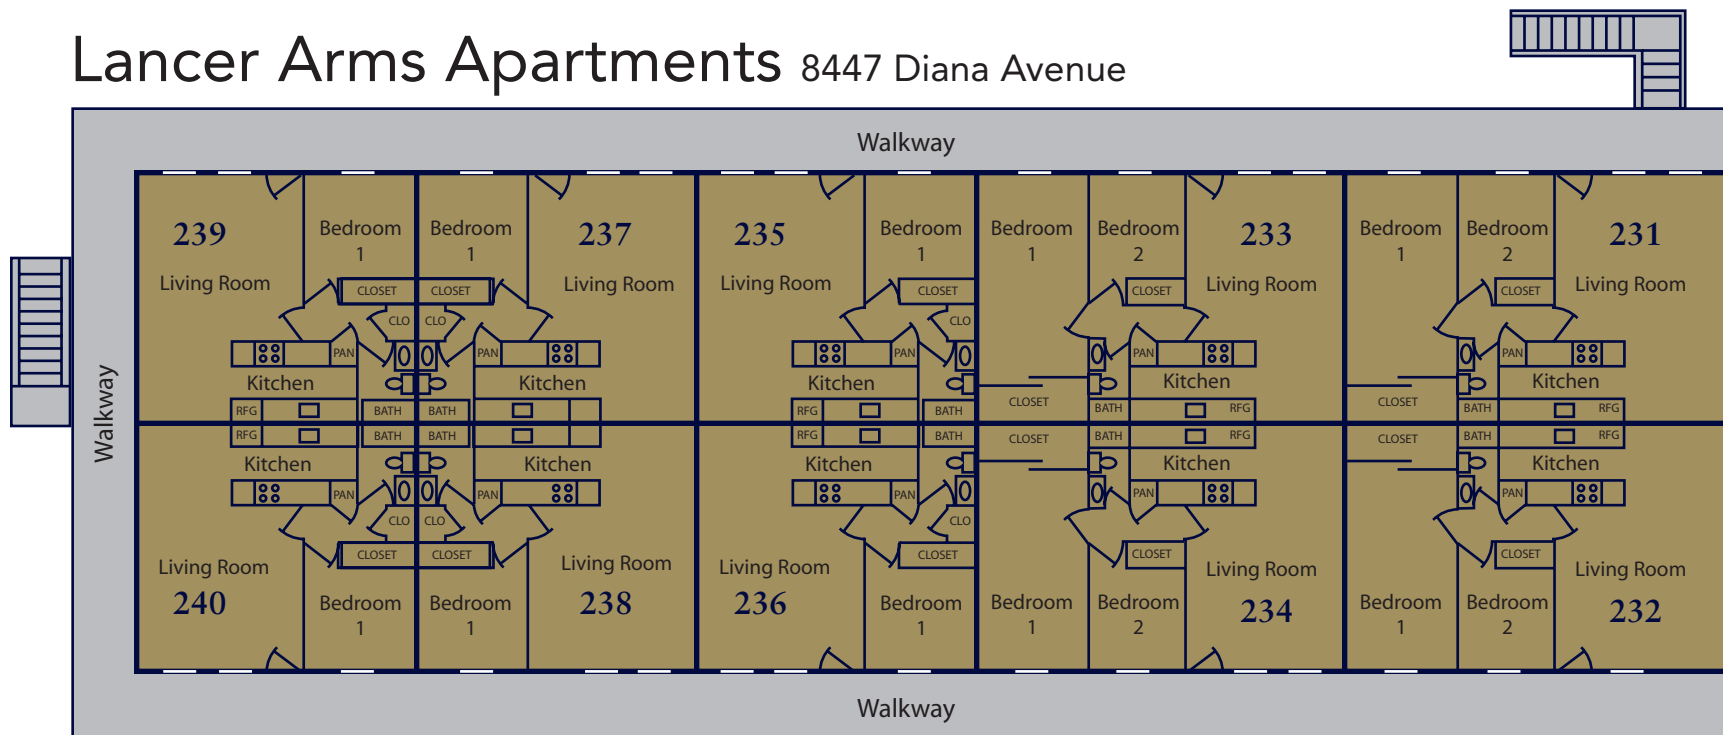 Lancer Arms Apartments 8447 Diana Avenue
Walkway
239 Bedroom Bedroom 237 235 Bedroom Bedroom Bedroom 233 Bedroom Bedroom 231
1 1 1 1 2 1 2
Living Room Living Room Living Room Living Room Living Room
CLOSET CLOSET CLOSET CLOSET CLOSET
CLO CLO CLO
PAN PAN PAN PAN PAN
Kitchen Kitchen Kitchen Kitchen Kitchen
CLOSET CLOSET
RFG BATH BATH RFG BATH BATH RFG BATH RFG
Walkway
RFG BATH BATH RFG BATH CLOSET BATH RFG CLOSET BATH RFG
Kitchen Kitchen Kitchen Kitchen Kitchen
PAN PAN PAN PAN PAN
CLO CLO CLO
CLOSET CLOSET CLOSET CLOSET CLOSET
Living Room Living Room Living Room Living Room Living Room
240 Bedroom Bedroom 238 236 Bedroom Bedroom Bedroom 234 Bedroom Bedroom 232
1 1 1 1 2 1 2
Walkway